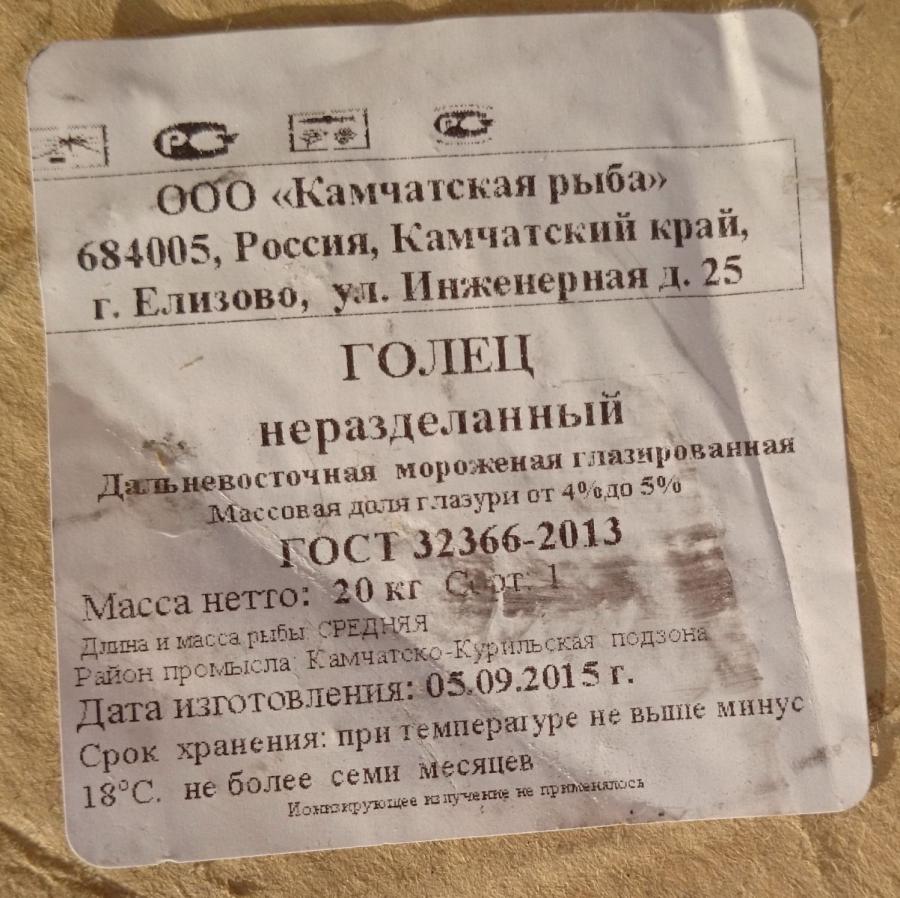 ООО «Камчатская рыба»
684005, Россия, Камчатский край,
г. Елизово, ул. Инженерная д. 25
ГОЛЕЦ
неразделанный
Дальневосточная мороженая глазированная
Массовая доля глазури от 4% до 5%
ГОСТ 32366-2013
Масса нетто: 20 кг Сорт: 1
Длина и масса рыбы: СРЕДНЯЯ
Район промысла: Камчатско-Курильская подзона
Дата изготовления: 05.09.2015 г.
Срок хранения: при температуре не выше минус
18°С. не более семи месяцев
Ионизирующее излучение не применялось